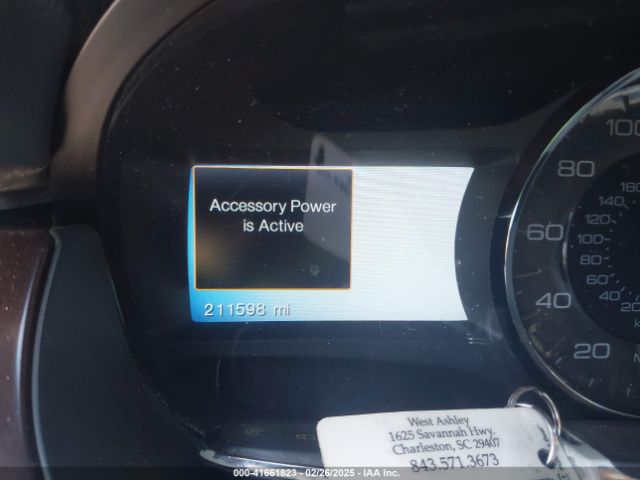 Accessory Power
is Active
211598 mi
100
80
60
40
20
160
140
120
100
80
60
40
20
West Ashley
1625 Savannah Hwy.
Charleston, SC 29407
843.571.3673
000-41661823 - 02/26/2025 - IAA Inc.